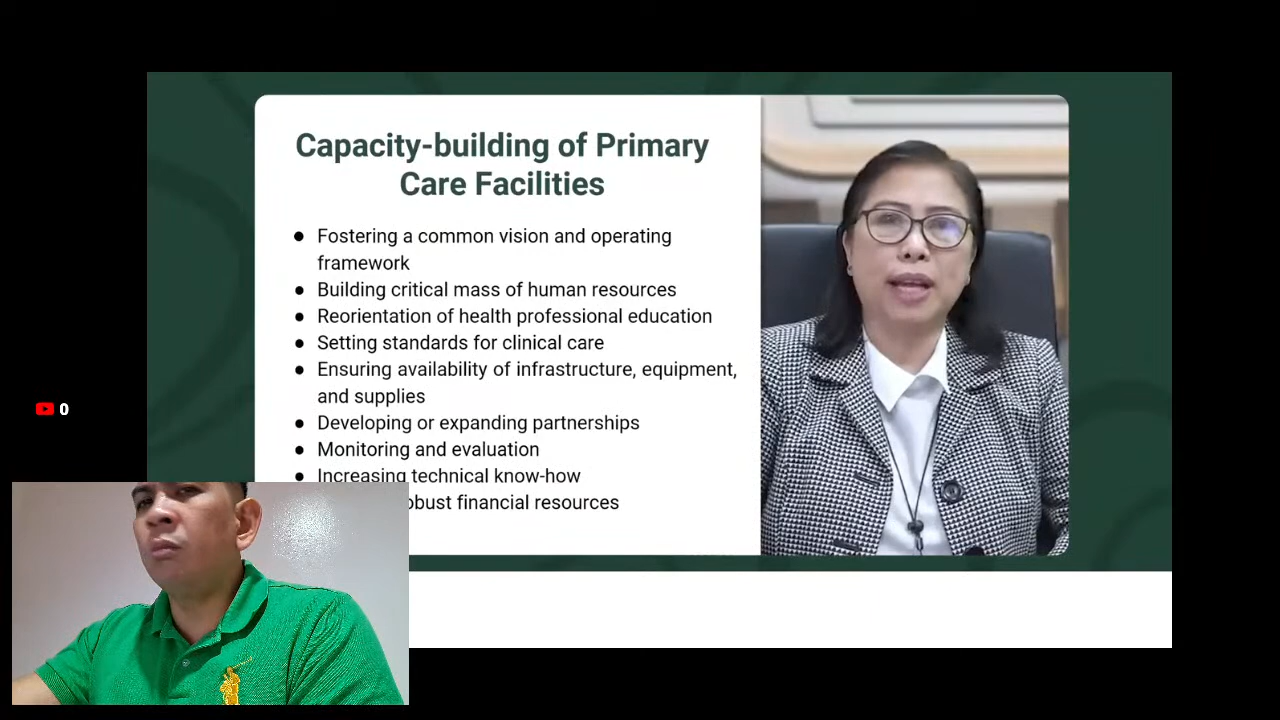 Capacity-building of Primary
Care Facilities
● Fostering a common vision and operating
framework
● Building critical mass of human resources
● Reorientation of health professional education
● Setting standards for clinical care
● Ensuring availability of infrastructure, equipment,
and supplies
● Developing or expanding partnerships
● Monitoring and evaluation
● Increasing technical know-how
financial resources
0